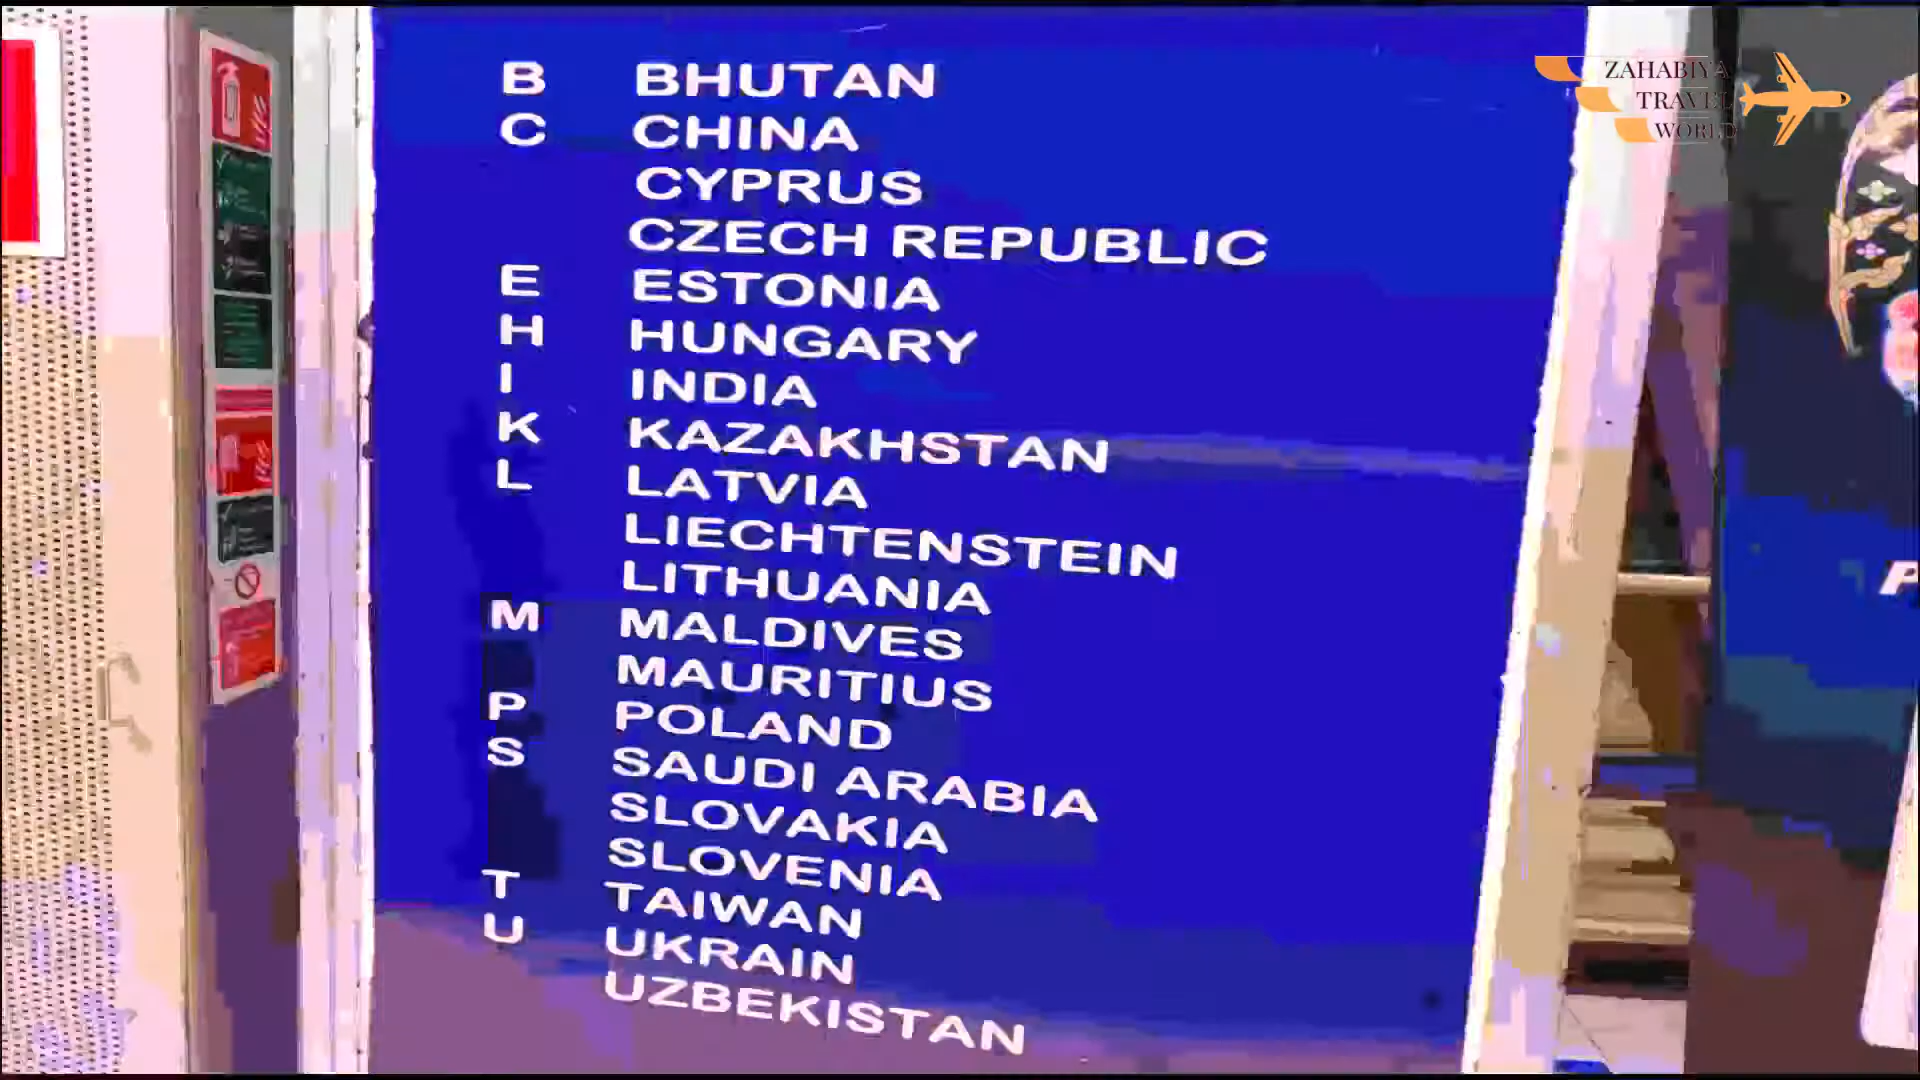 B BHUTAN
C CHINA
CYPRUS
CZECH REPUBLIC
E ESTONIA
H HUNGARY
I INDIA
K KAZAKHSTAN
L LATVIA
LIECHTENSTEIN
LITHUANIA
M MALDIVES
MAURITIUS
P POLAND
S SAUDI ARABIA
SLOVAKIA
SLOVENIA
T TAIWAN
U UKRAIN
UZBEKISTAN
ZAHABIYA
TRAVEL
WORLD